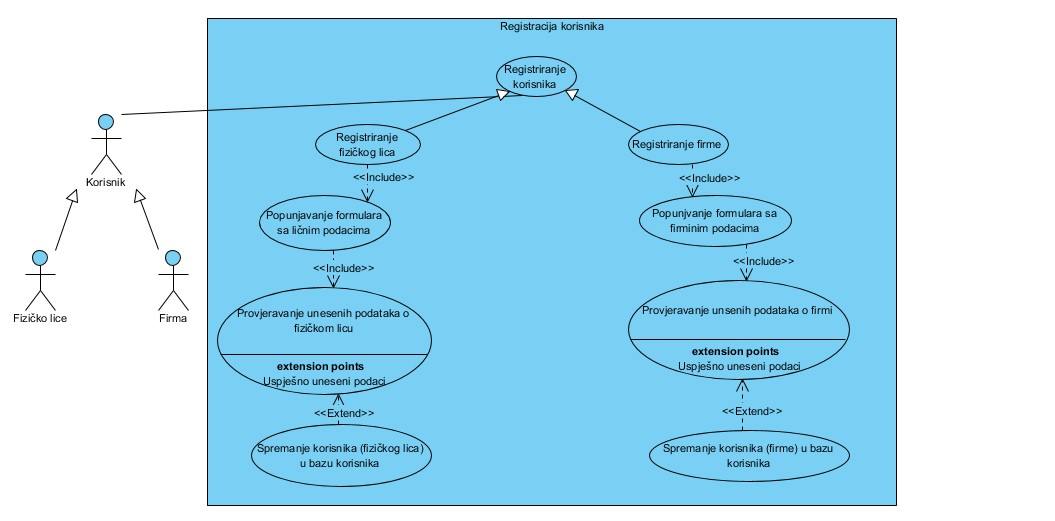 Registracija korisnika
Registriranje
korisnika
Registriranje
fizičkog lica
Registriranje firme
<<Include>>
<<Include>>
Korisnik
Popunjavanje formulara
sa ličnim podacima
Popunjvanje formulara sa
firminim podacima
<<Include>>
<<Include>>
Fizičko lice
Firma
Provjeravanje unesenih podataka o
fizičkom licu
extension points
Uspješno uneseni podaci
Provjeravanje unsenih podataka o firmi
extension points
Uspješno uneseni podaci
<<Extend>>
<<Extend>>
Spremanje korisnika (fizičkog lica)
u bazu korisnika
Spremanje korisnika (firme) u bazu
korisnika